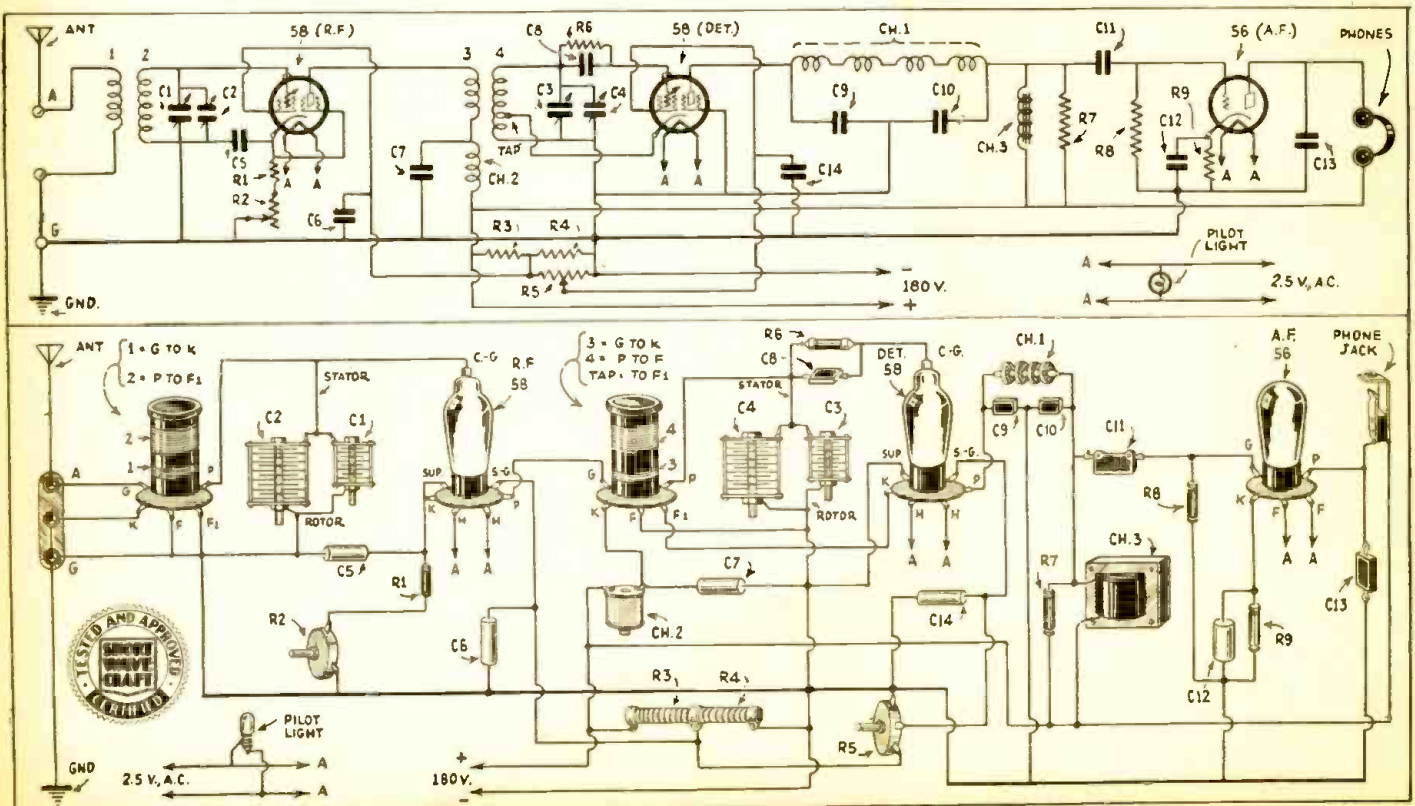 ANT
58 (R.F)
C8
R6
58 (DET.)
CH.1
C11
56 (A.F.)
PHONES
1
2
3
4
A
C1
C2
C3
C4
C9
C10
R9
C12
C5
TAP
R7
R8
CH.3
C13
R1
A A
C7
CH.2
A A
C14
A A
R2
C6
G
R3
R4
PILOT
LIGHT
R5
-
180 V.
+
A
A
2.5 V., A.C.
GND.
ANT
1 = G TO K
2 = P TO F1
C.-G.
R.F
58
STATOR
3 = G TO K
4 = P TO F
TAP = TO F1
R6
C8
STATOR
DET.
58
C.-G.
CH.1
A.F.
56
PHONE
JACK
C2
C1
C4
C3
C9
C10
C11
2
1
4
3
A
G
P
K
F
F1
ROTOR
SUP.
S.-G.
K
H
H
P
G
P
K
F
F1
ROTOR
SUP.
S.-G.
K
H
H
P
G
P
K
F
F
R8
G
C5
A A
R1
C7
A A
A A
R7
CH.3
C13
R2
C6
CH.2
C14
C12
R9
TESTED AND APPROVED
SHORT
WAVE
CRAFT
CERTIFIED
R3
R4
R5
PILOT
LIGHT
GND
2.5 V., A.C.
A
A
+
180 V.
-